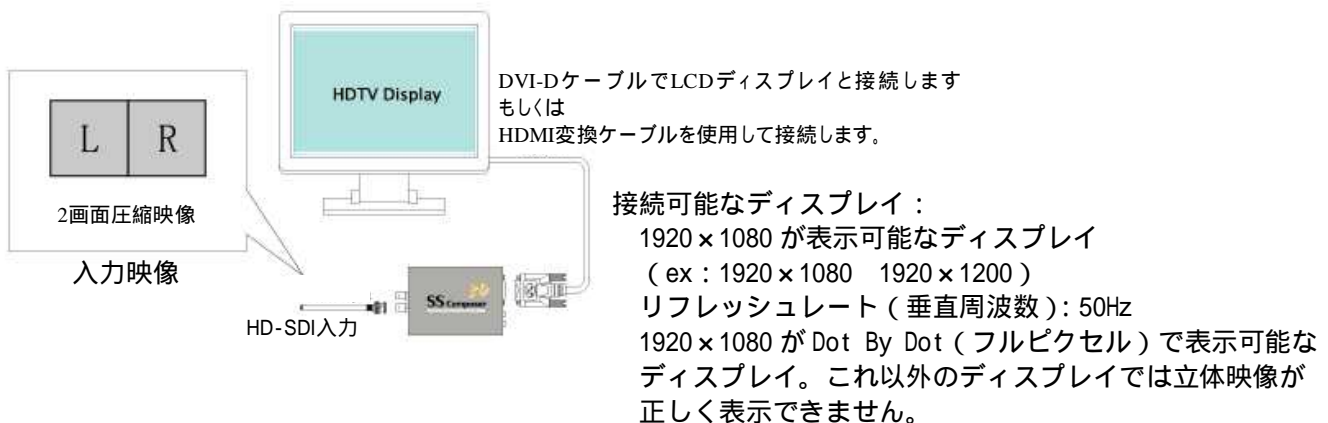 HDTV Display
DVI-DケーブルでLCDディスプレイと接続します
もしくは
HDMI変換ケーブルを使用して接続します。
L R
2画面圧縮映像
入力映像
HD-SDI入力
SS Composer
接続可能なディスプレイ：
1920×1080 が表示可能なディスプレイ
（ex：1920×1080 1920×1200）
リフレッシュレート（垂直周波数）：50Hz
1920×1080 が Dot By Dot（フルピクセル）で表示可能な
ディスプレイ。これ以外のディスプレイでは立体映像が
正しく表示できません。